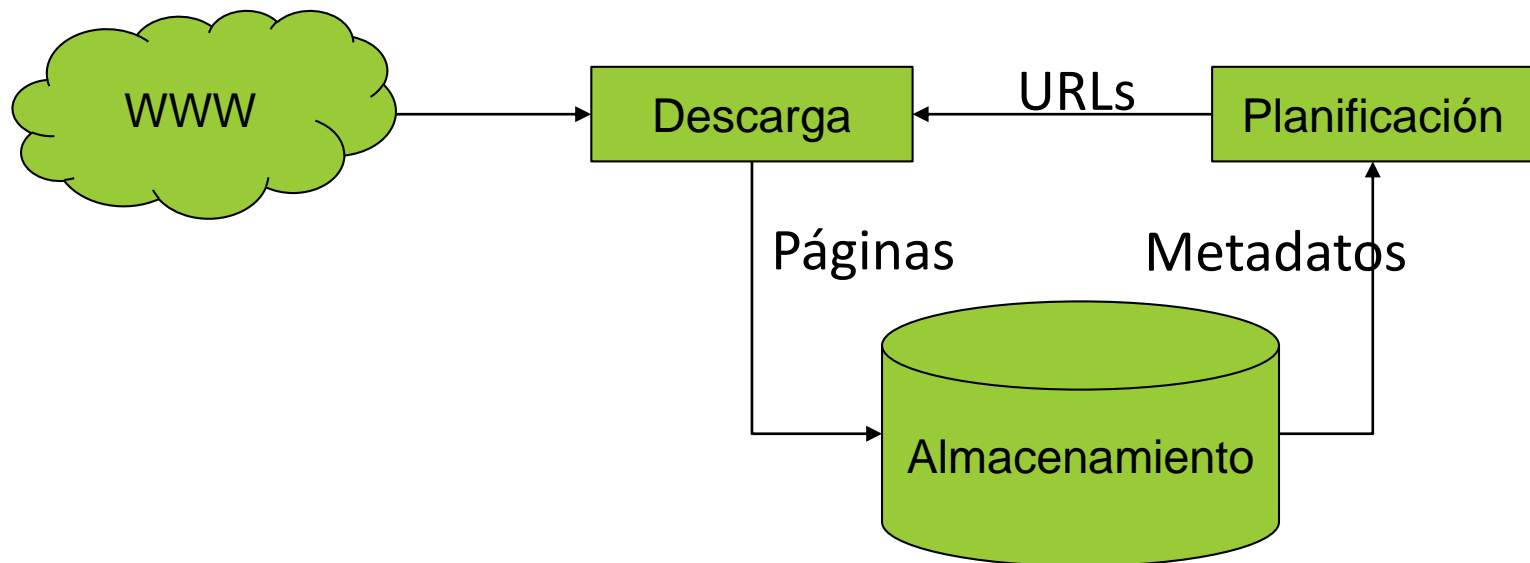 WWW
Descarga
URLs
Planificación
Páginas
Metadatos
Almacenamiento